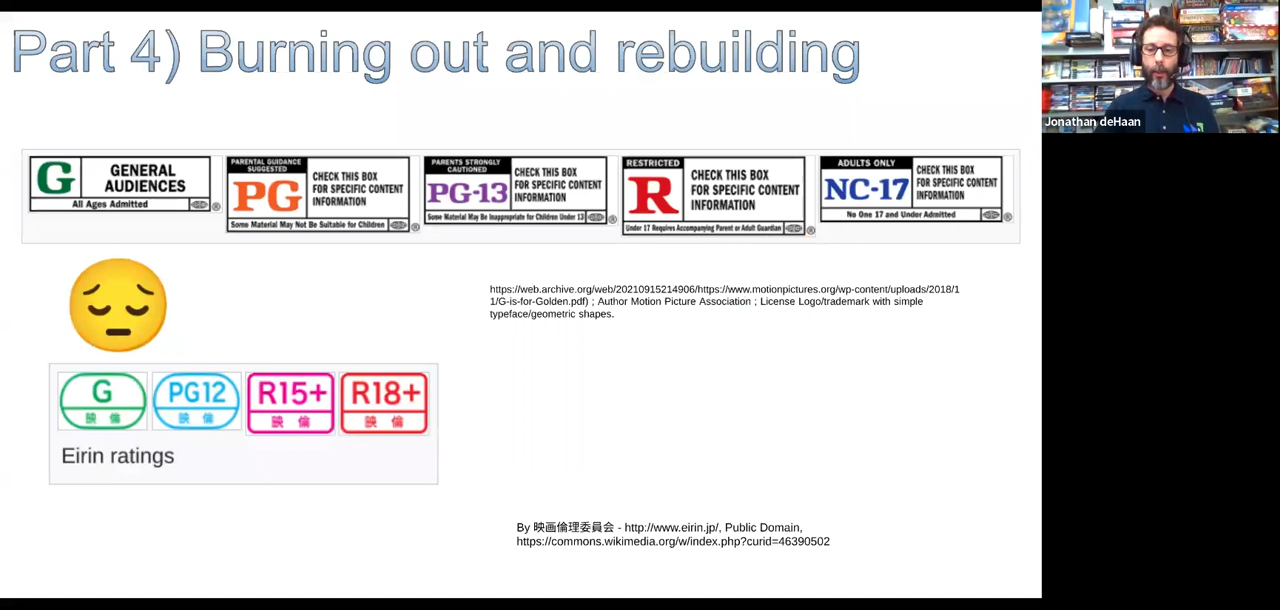 Part 4) Burning out and rebuilding
Jonathan deHaan
G
GENERAL
AUDIENCES
All Ages Admitted
®
PARENTAL GUIDANCE
SUGGESTED
PG
CHECK THIS BOX
FOR SPECIFIC CONTENT
INFORMATION
Some Material May Not Be Suitable for Children
®
PARENTS STRONGLY
CAUTIONED
PG-13
CHECK THIS BOX
FOR SPECIFIC CONTENT
INFORMATION
Some Material May Be Inappropriate for Children Under 13
®
RESTRICTED
R
CHECK THIS BOX
FOR SPECIFIC CONTENT
INFORMATION
Under 17 Requires Accompanying Parent or Adult Guardian
®
ADULTS ONLY
NC-17
CHECK THIS BOX
FOR SPECIFIC CONTENT
INFORMATION
No One 17 and Under Admitted
®
https://web.archive.org/web/20210915214906/https://www.motionpictures.org/wp-content/uploads/2018/1
1/G-is-for-Golden.pdf) ; Author Motion Picture Association ; License Logo/trademark with simple
typeface/geometric shapes.
G
映 倫
PG12
映 倫
R15+
映 倫
R18+
映 倫
Eirin ratings
By 映画倫理委員会 - http://www.eirin.jp/, Public Domain,
https://commons.wikimedia.org/w/index.php?curid=46390502